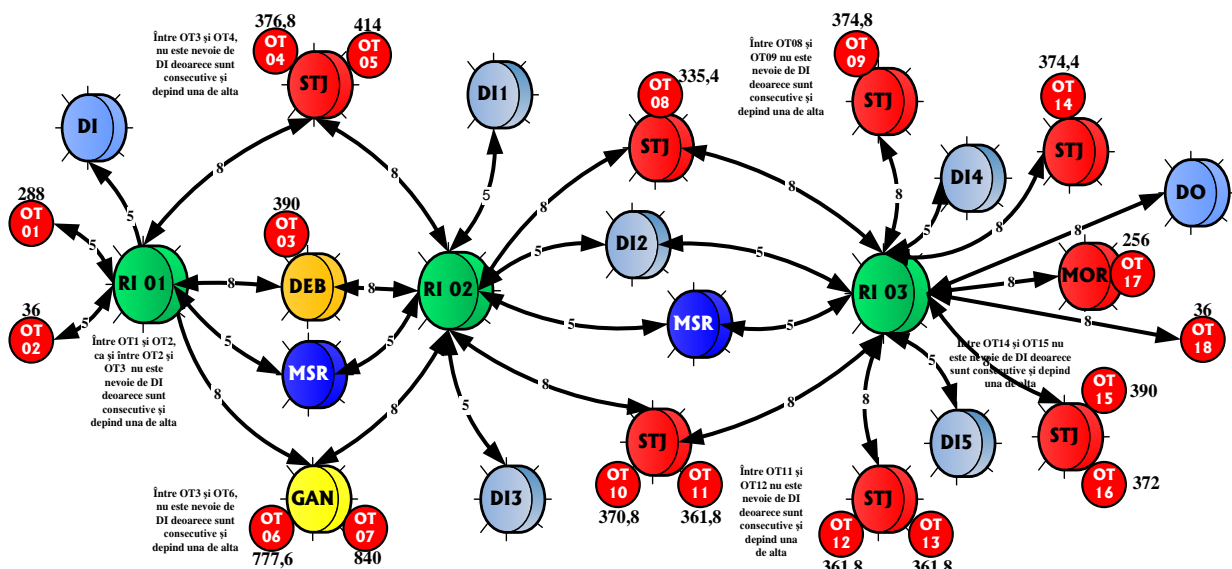 376,8
414
OT
04
OT
05
STJ
Între OT3 și OT4,
nu este nevoie de
DI deoarece sunt
consecutive și
depind una de alta
DI
DI1
335,4
OT
08
STJ
Între OT08 și
OT09 nu este
nevoie de DI
deoarece sunt
consecutive și
depind una de alta
374,8
OT
09
STJ
374,4
OT
14
STJ
DI4
DO
288
OT
01
5
5
8
8
5
8
8
8
5
8
8
390
OT
03
DEB
RI 01
8
8
RI 02
5
DI2
5
RI 03
8
MOR
256
OT
17
36
OT
02
5
Între OT1 și OT2,
ca și între OT2 și
OT3 nu este
nevoie de DI
deoarece sunt
consecutive și
depind una de alta
5
MSR
5
5
MSR
5
8
36
OT
18
Între OT14 și OT15 nu
este nevoie de DI deoarece
sunt consecutive și depind
una de alta
8
8
8
5
8
8
8
5
8
OT
15
390
STJ
OT
16
372
DI5
STJ
OT
10
OT
11
370,8
361,8
Între OT11 și
OT12 nu este
nevoie de DI
deoarece sunt
consecutive și
depind una
de alta
STJ
OT
12
OT
13
361,8
361,8
DI3
Între OT3 și OT6,
nu este nevoie de
DI deoarece sunt
consecutive și
depind una de alta
GAN
OT
06
OT
07
777,6
840